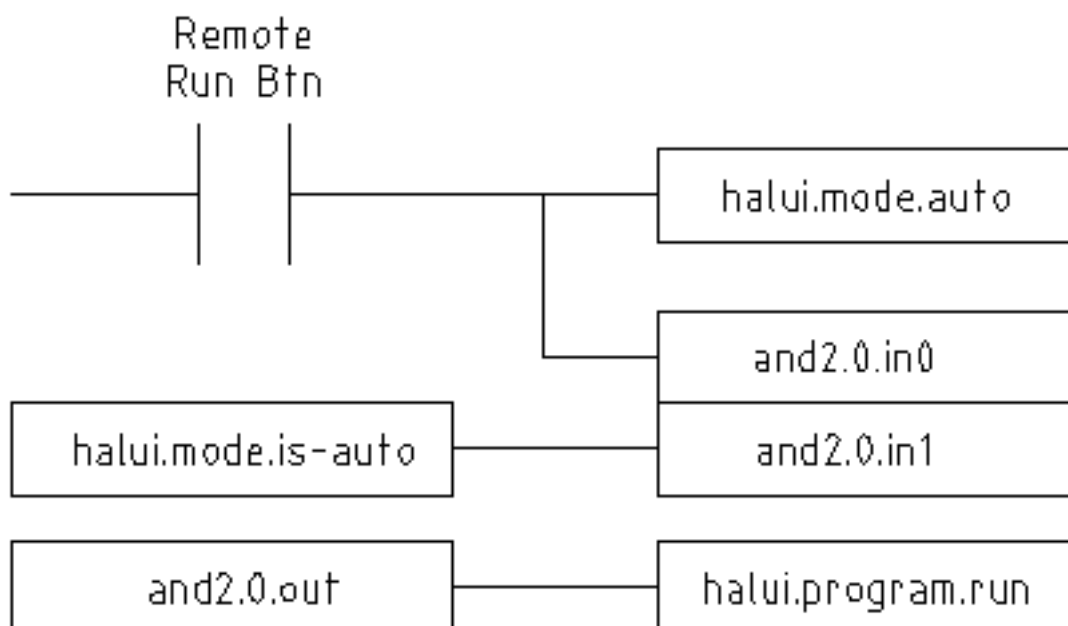 Remote
Run Btn
halui.mode.auto
and2.0.in0
halui.mode.is-auto
and2.0.in1
and2.0.out
halui.program.run